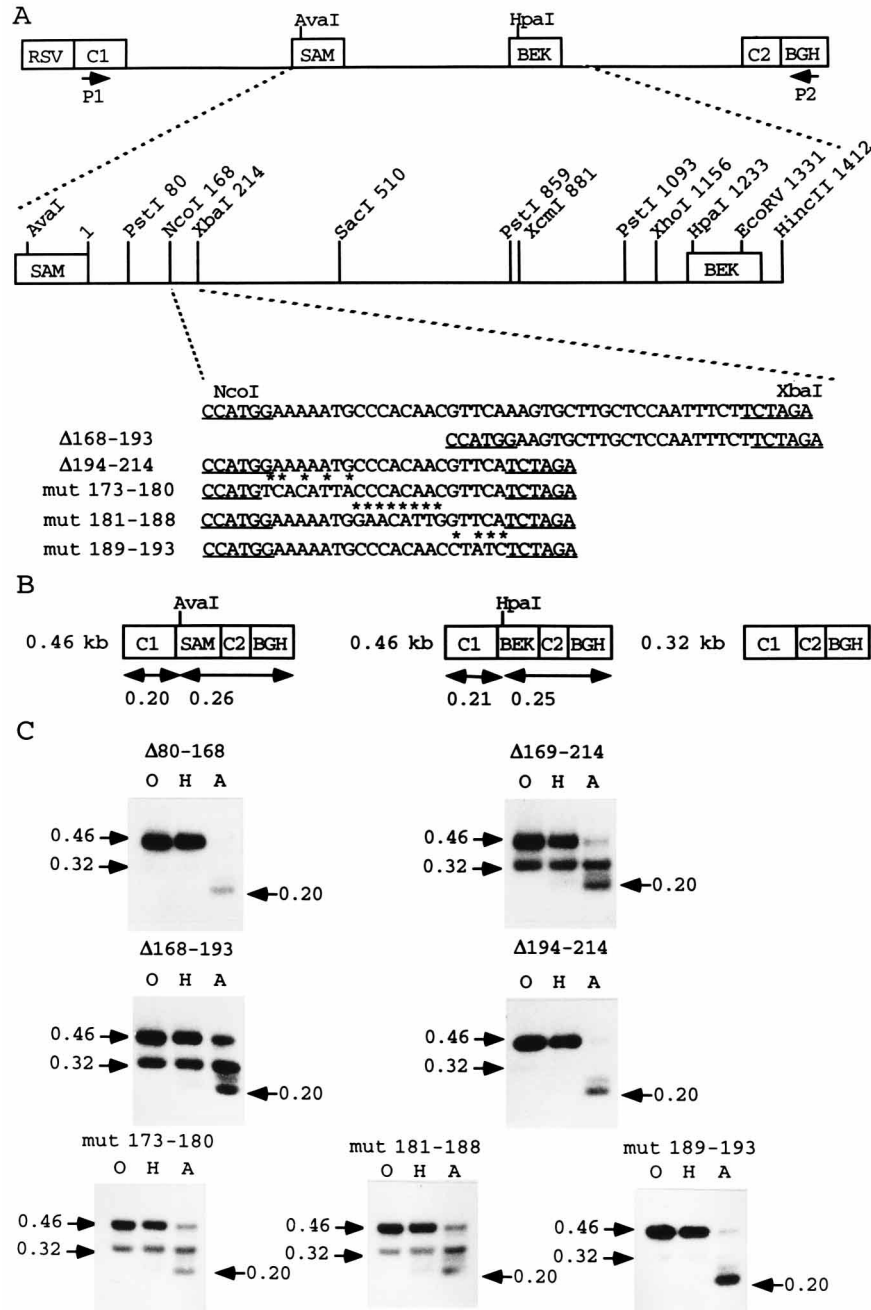 A
AvaI HpaI
RSV C1 SAM BEK C2 BGH
P1 P2
AvaI 1 PstI 80 NcoI 168 XbaI 214 SacI 510 PstI 859 XcmI 881 PstI 1093 XhoI 1156 HpaI 1233 EcoRV 1331 HincII 1412
SAM BEK
NcoI XbaI
CCATGGAAAAATGCCCACAACGTTCAAAGTGCTTGCTCCAATTTCTTCTAGA
Δ168-193 CCATGGAAGTGCTTGCTCCAATTTCTTCTAGA
Δ194-214 CCATGGAAAAATGCCCACAACGTTCATCTAGA
** * * *
mut 173-180 CCATGTCACATTACCCACAACGTTCATCTAGA
********
mut 181-188 CCATGGAAAAATGGAACATTGGTTCATCTAGA
* ***
mut 189-193 CCATGGAAAAATGCCCACAACCTATCTCTAGA
B
AvaI HpaI
0.46 kb C1 SAM C2 BGH 0.46 kb C1 BEK C2 BGH 0.32 kb C1 C2 BGH
0.20 0.26 0.21 0.25
C
Δ80-168 Δ169-214
O H A O H A
0.46 0.46
0.32 0.32
0.20 0.20
Δ168-193 Δ194-214
O H A O H A
0.46 0.46
0.32 0.32
0.20 0.20
mut 173-180 mut 181-188 mut 189-193
O H A O H A O H A
0.46 0.46 0.46
0.32 0.32 0.32
0.20 0.20 0.20